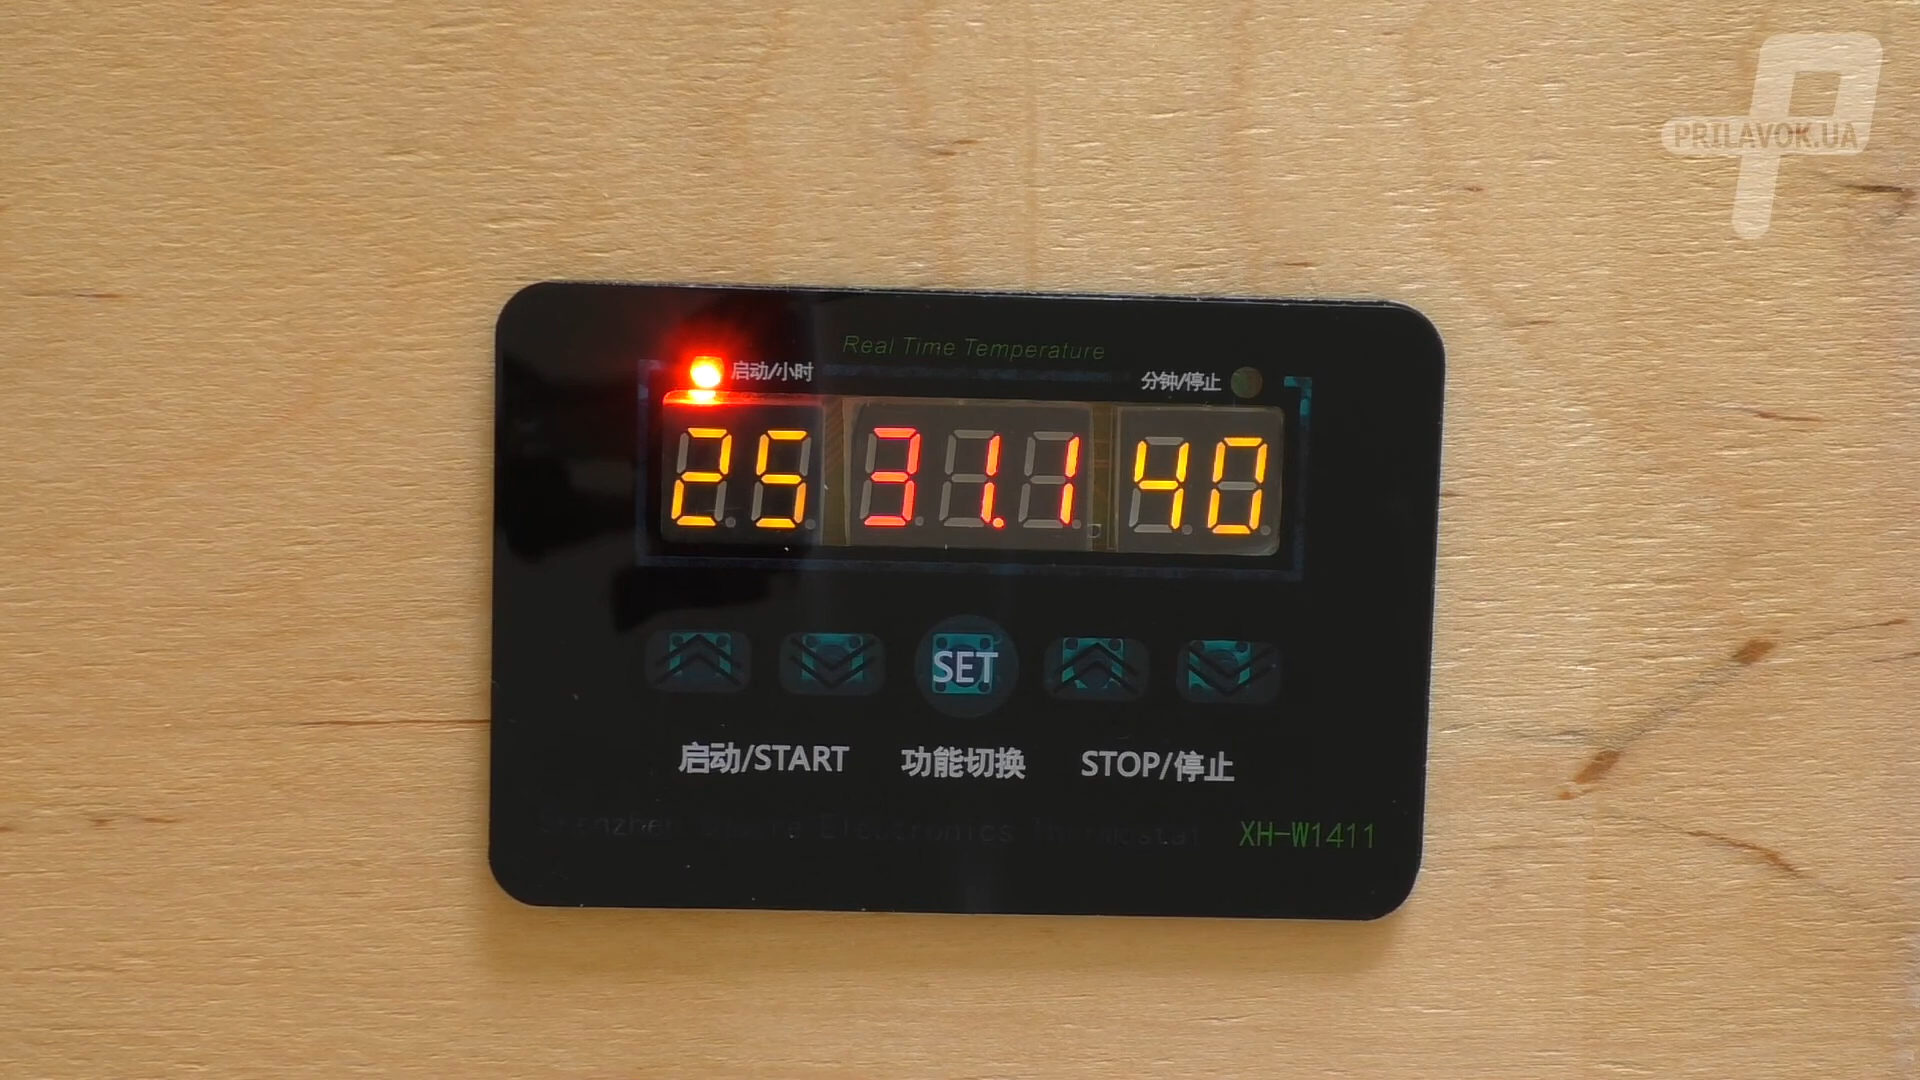 PRILAVOK.UA
Real Time Temperature
启动/小时 分钟/停止
25 31.1 40
SET
启动/START 功能切换 STOP/停止
Electronics
XH-W1411